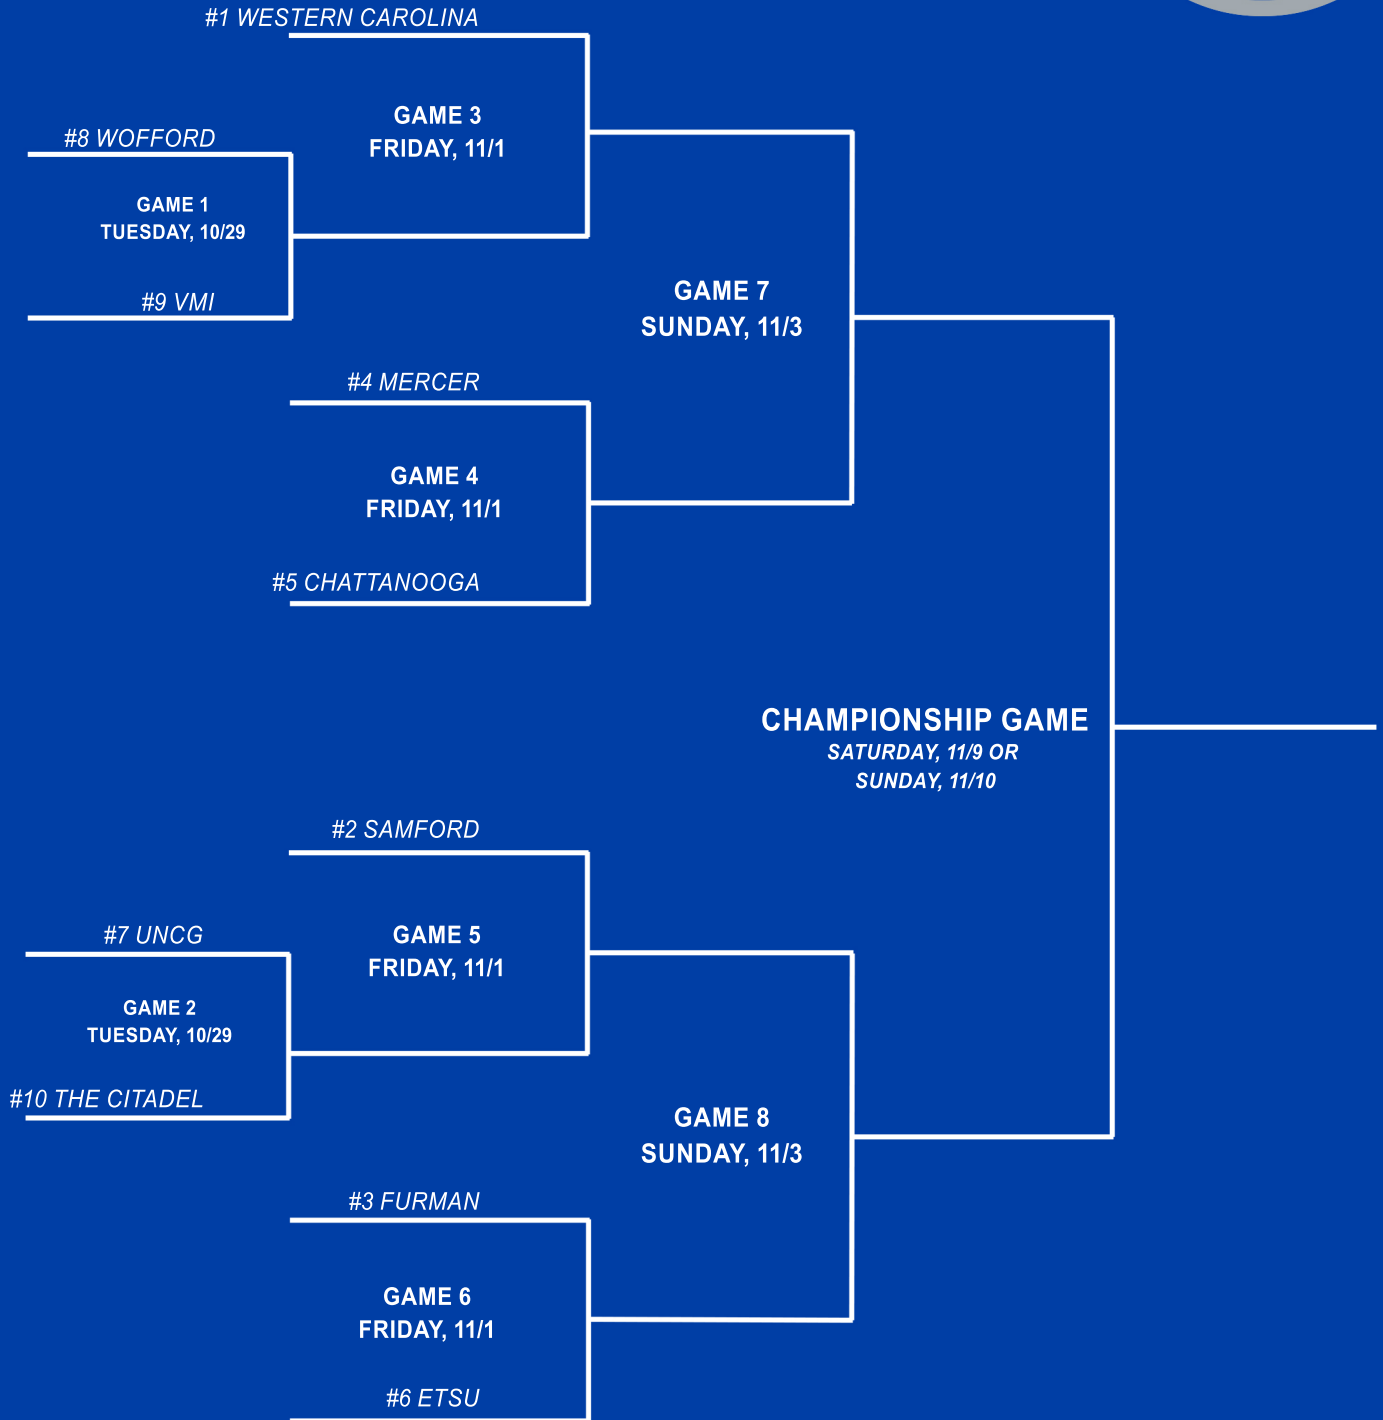 #1 WESTERN CAROLINA
GAME 3
FRIDAY, 11/1
#8 WOFFORD
GAME 1
TUESDAY, 10/29
#9 VMI
GAME 7
SUNDAY, 11/3
#4 MERCER
GAME 4
FRIDAY, 11/1
#5 CHATTANOOGA
CHAMPIONSHIP GAME
SATURDAY, 11/9 OR
SUNDAY, 11/10
#2 SAMFORD
GAME 5
FRIDAY, 11/1
#7 UNCG
GAME 2
TUESDAY, 10/29
#10 THE CITADEL
GAME 8
SUNDAY, 11/3
#3 FURMAN
GAME 6
FRIDAY, 11/1
#6 ETSU